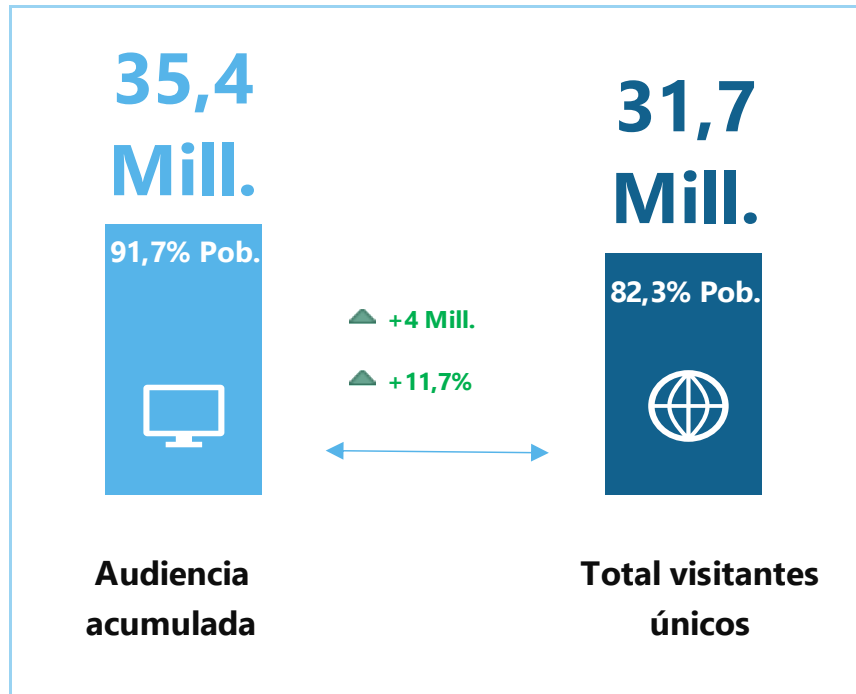 35,4
Mill.
91,7% Pob.
31,7
Mill.
82,3% Pob.
+4 Mill.
+11,7%
Audiencia
acumulada
Total visitantes
únicos